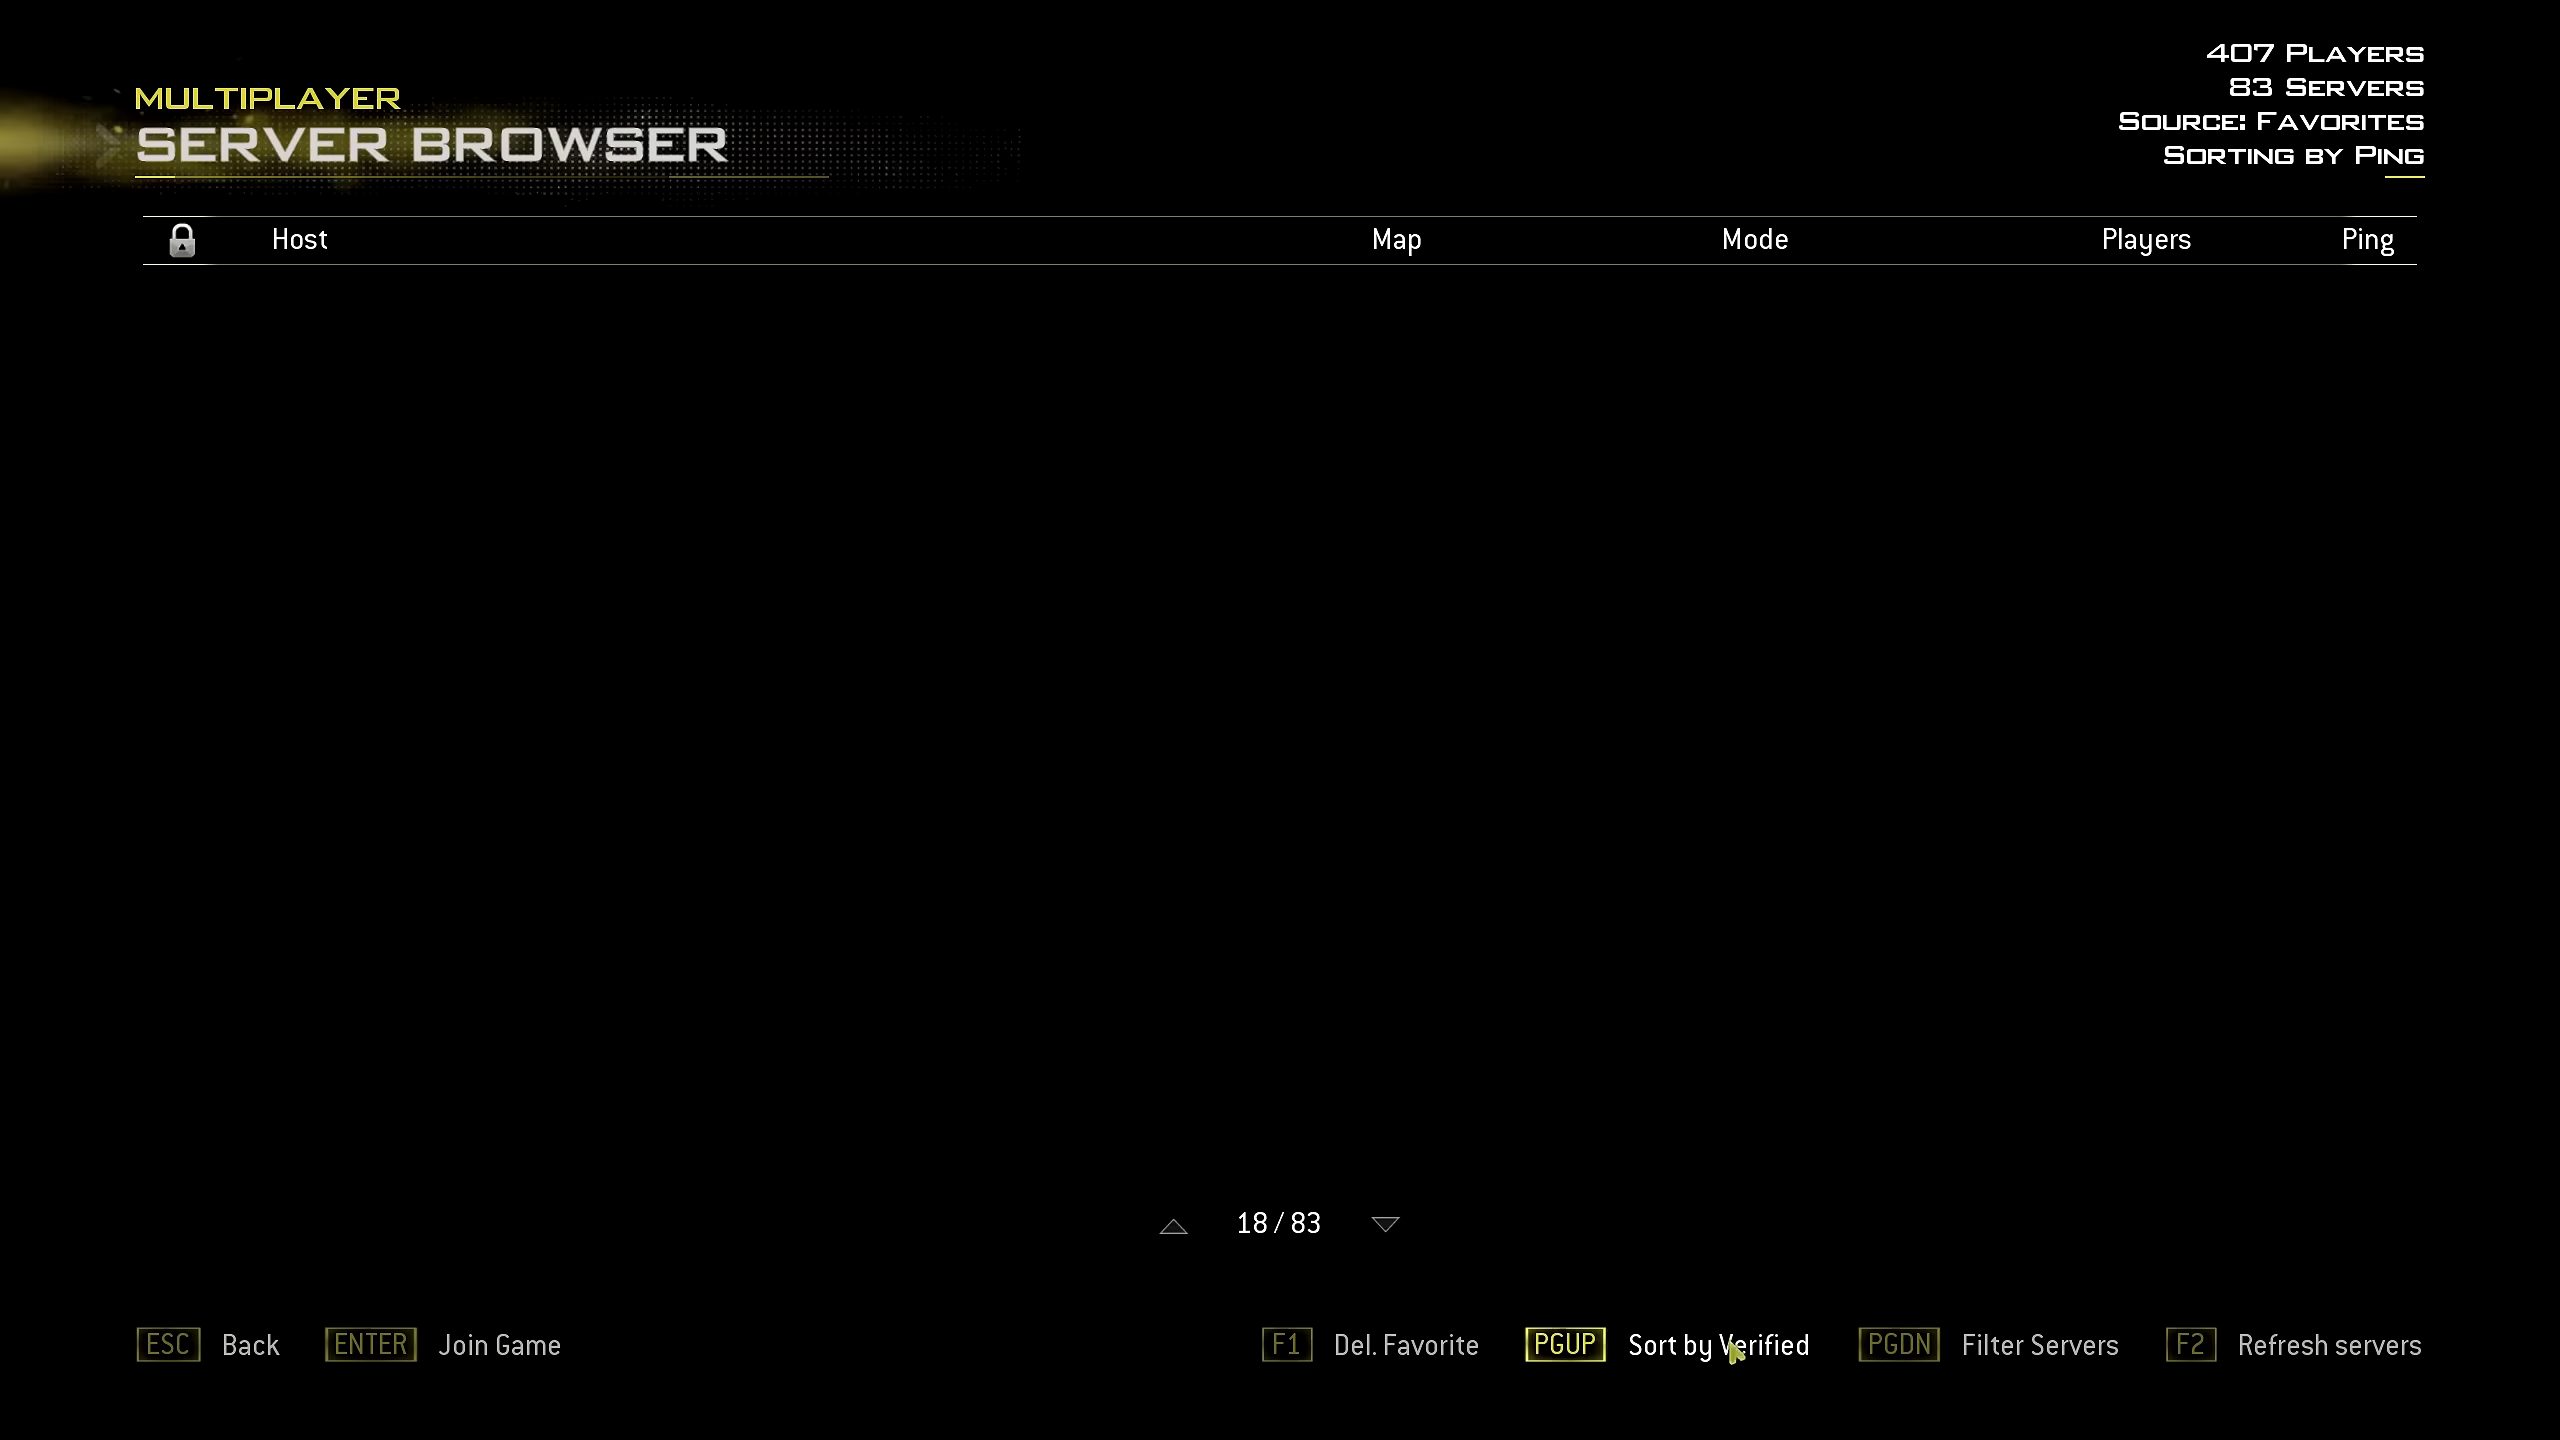 MULTIPLAYER
SERVER BROWSER
407 PLAYERS
83 SERVERS
SOURCE: FAVORITES
SORTING BY PING
Host Map Mode Players Ping
18 / 83
ESC Back ENTER Join Game F1 Del. Favorite PGUP Sort by Verified PGDN Filter Servers F2 Refresh servers